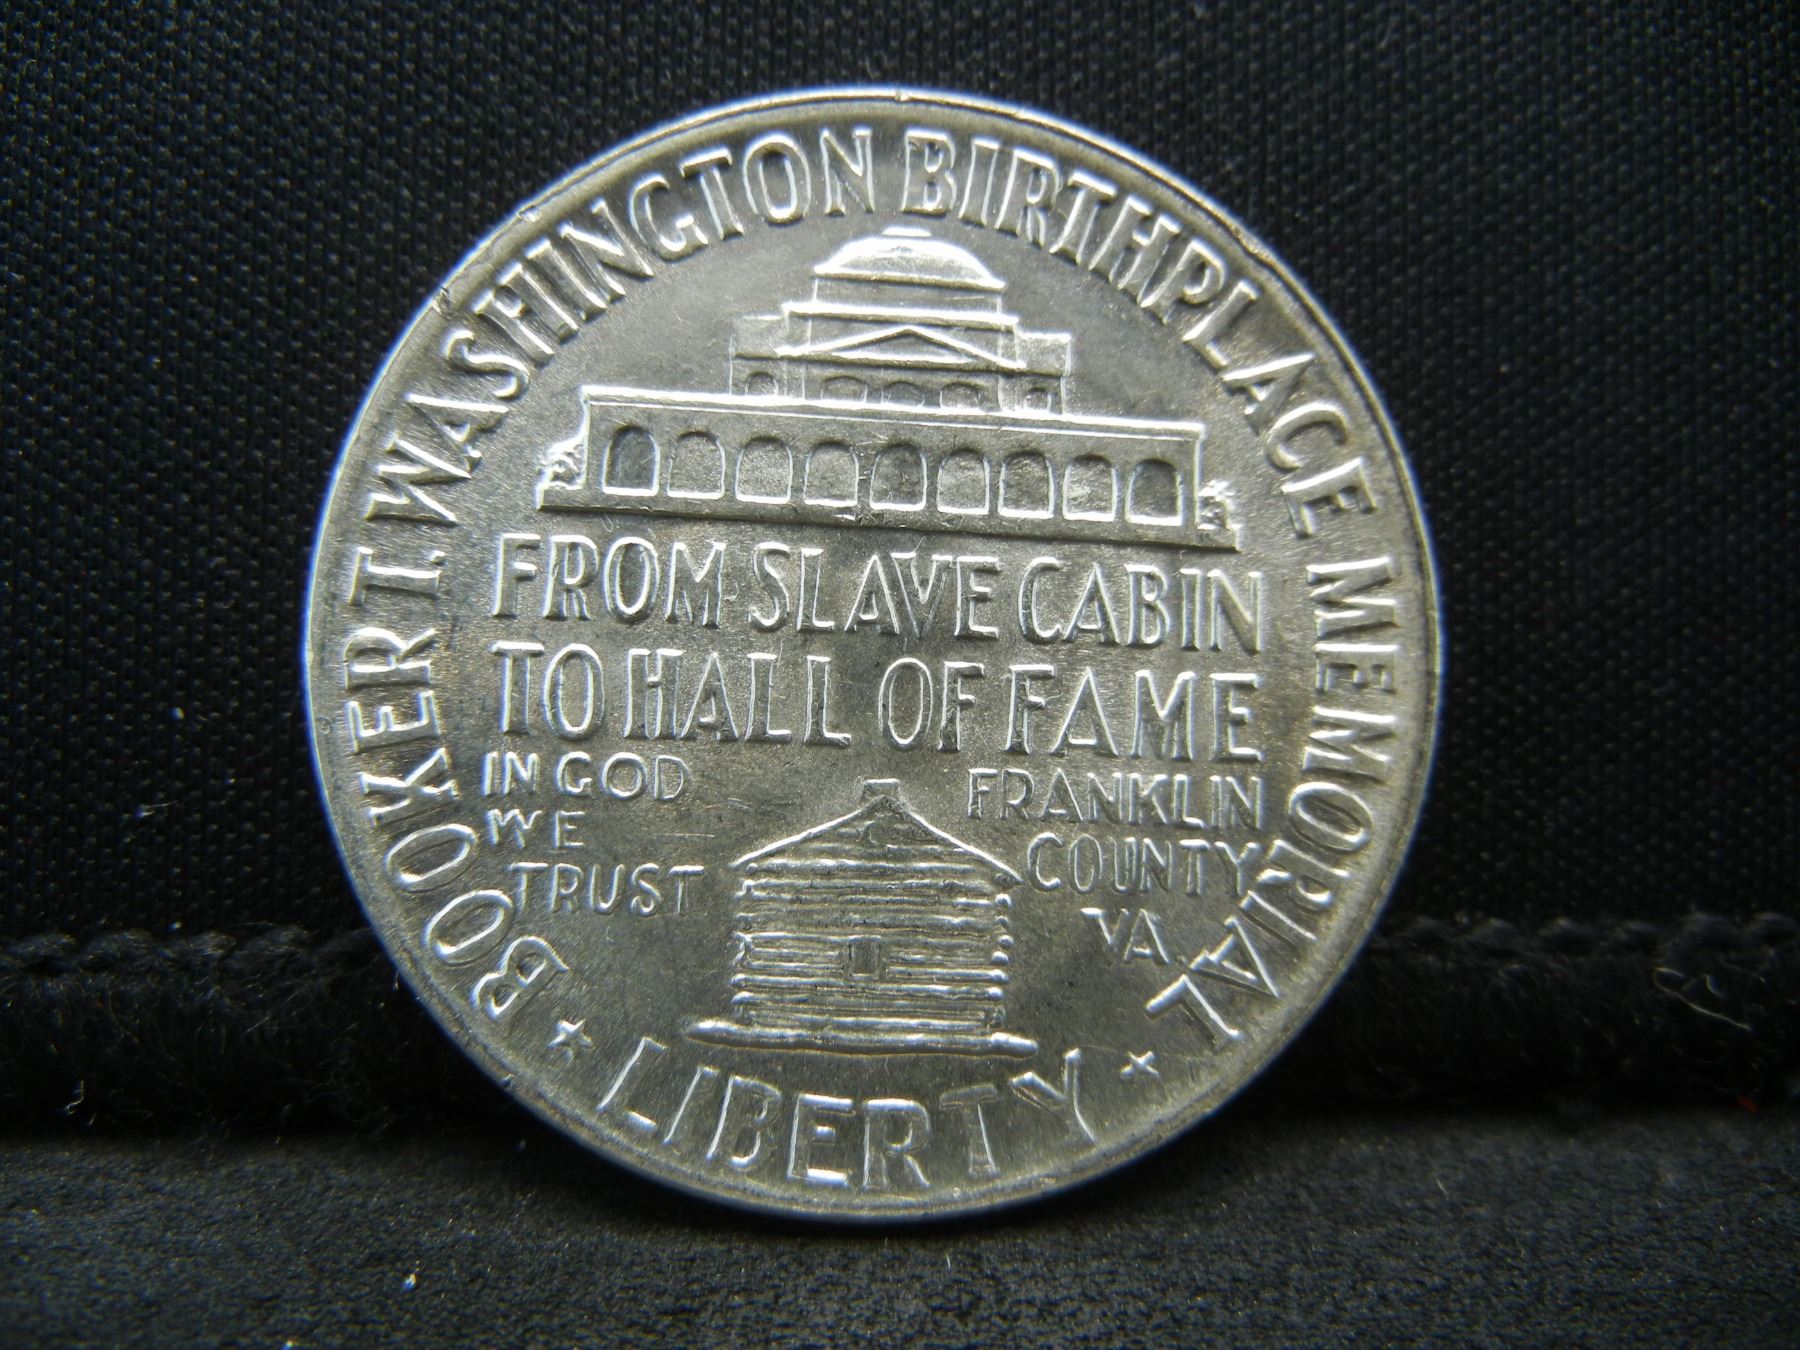 BOOKER T. WASHINGTON BIRTHPLACE MEMORIAL
FROM SLAVE CABIN
TO HALL OF FAME
IN GOD
WE
TRUST
FRANKLIN
COUNTY
VA.
LIBERTY